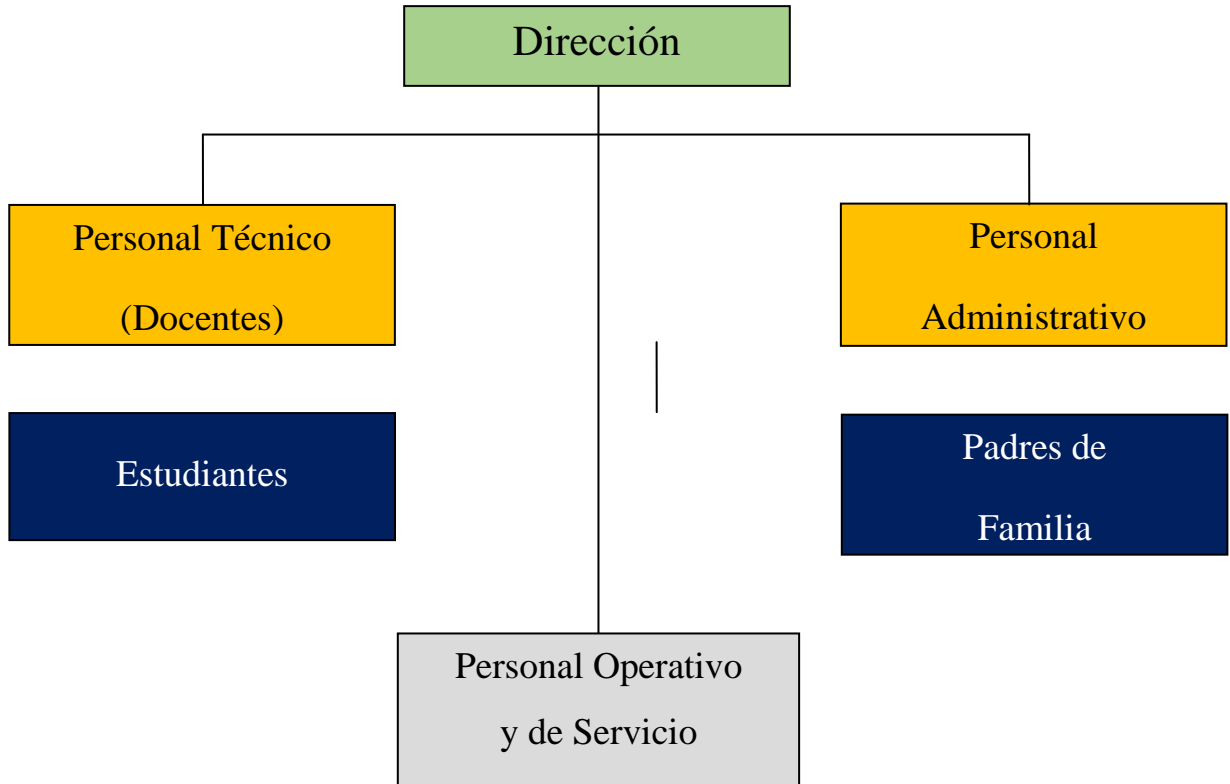 Dirección
Personal Técnico
(Docentes)
Personal
Administrativo
Estudiantes
Padres de
Familia
Personal Operativo
y de Servicio